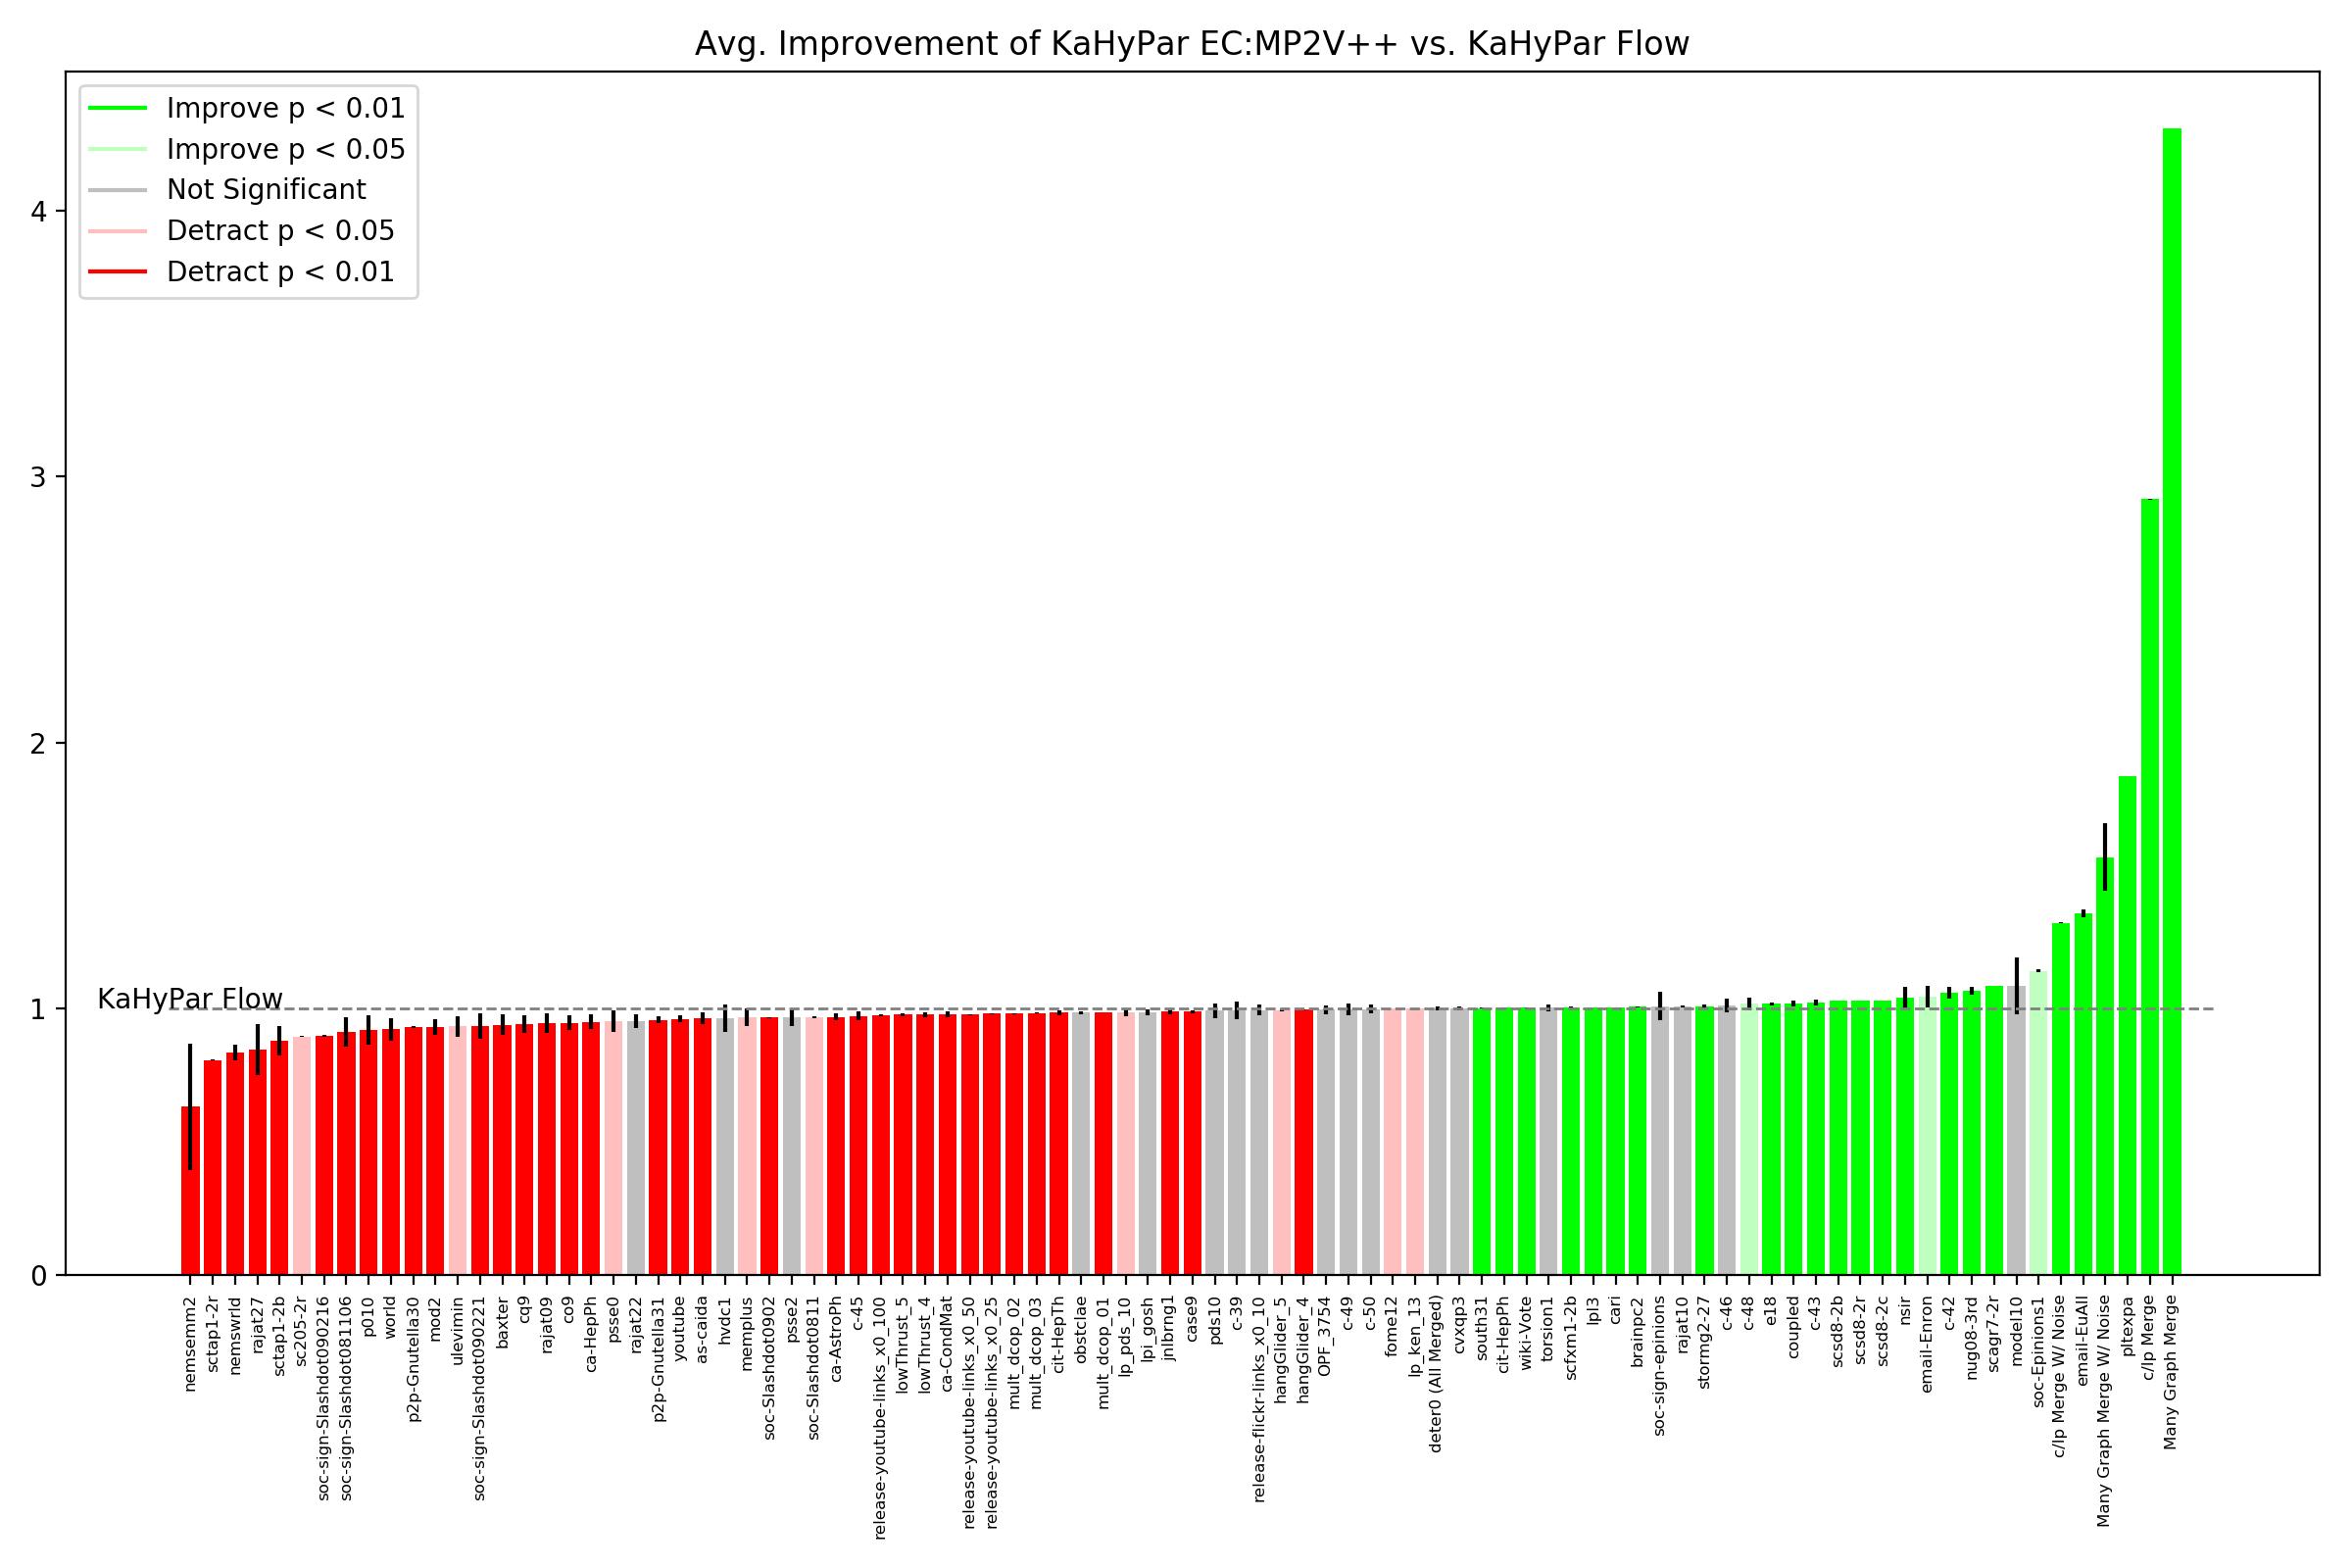 Avg. Improvement of KaHyPar EC:MP2V++ vs. KaHyPar Flow
Improve p < 0.01
Improve p < 0.05
Not Significant
Detract p < 0.05
Detract p < 0.01
4
3
2
1
0
KaHyPar Flow
nemsemm2
sctap1-2r
nemswrld
rajat27
sctap1-2b
sc205-2r
soc-sign-Slashdot090216
soc-sign-Slashdot081106
p010
world
p2p-Gnutella30
mod2
ulevimin
soc-sign-Slashdot090221
baxter
cq9
rajat09
co9
ca-HepPh
psse0
rajat22
p2p-Gnutella31
youtube
as-caida
hvdc1
memplus
soc-Slashdot0902
psse2
soc-Slashdot0811
ca-AstroPh
c-45
release-youtube-links_x0_100
lowThrust_5
lowThrust_4
ca-CondMat
release-youtube-links_x0_50
release-youtube-links_x0_25
mult_dcop_02
mult_dcop_03
cit-HepTh
obstclae
mult_dcop_01
lp_pds_10
lpi_gosh
jnlbrng1
case9
pds10
c-39
release-flickr-links_x0_10
hangGlider_5
hangGlider_4
OPF_3754
c-49
c-50
fome12
lp_ken_13
deter0 (All Merged)
cvxqp3
south31
cit-HepPh
wiki-Vote
torsion1
scfxm1-2b
lpl3
cari
brainpc2
soc-sign-epinions
rajat10
stormg2-27
c-46
c-48
e18
coupled
c-43
scsd8-2b
scsd8-2r
scsd8-2c
nsir
email-Enron
c-42
nug08-3rd
scagr7-2r
model10
soc-Epinions1
c/lp Merge W/ Noise
email-EuAll
Many Graph Merge W/ Noise
pltexpa
c/lp Merge
Many Graph Merge